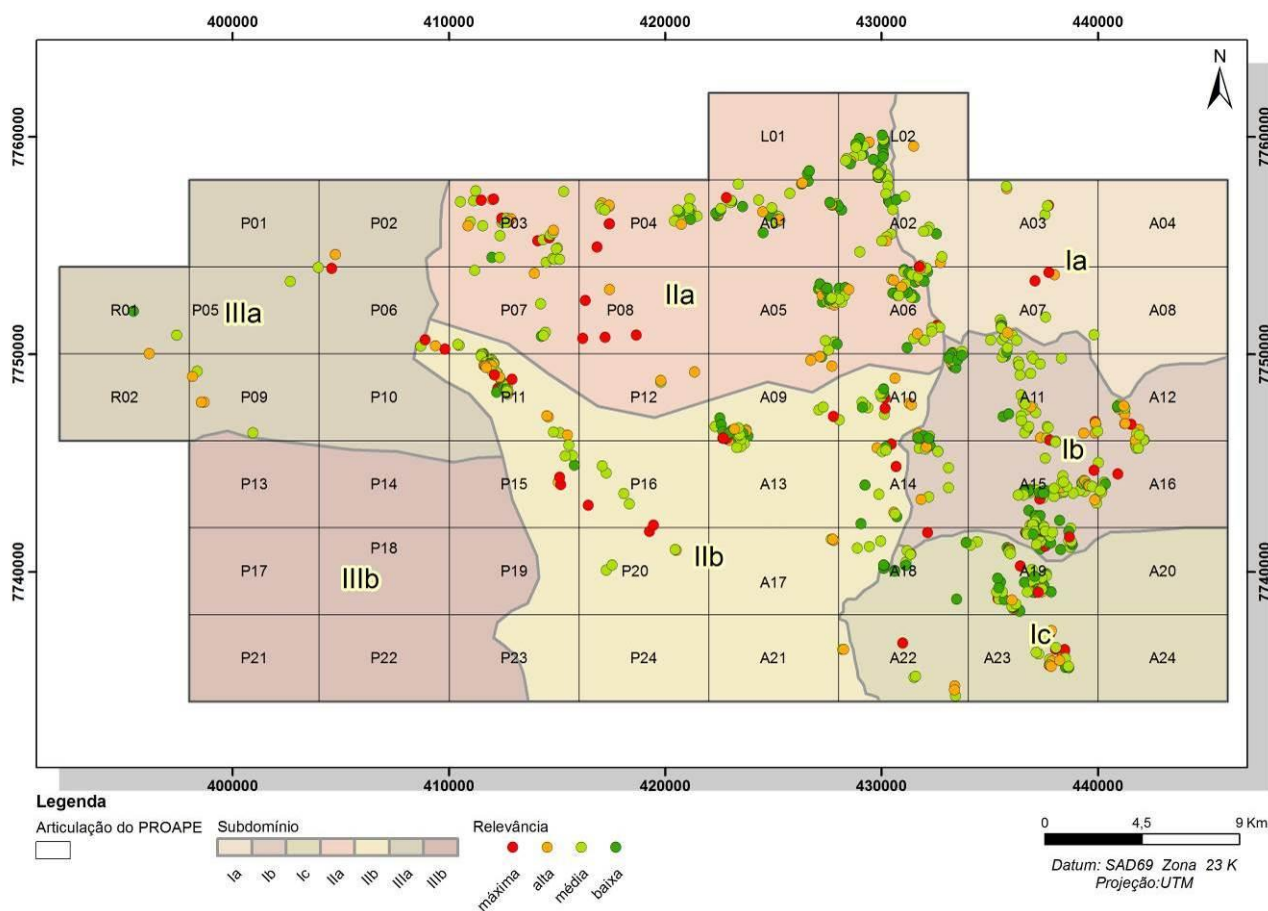 400000 410000 420000 430000 440000
N
7760000 L01 L02 7760000
P01 P02 P03 P04 A01 A02 A03 A04
Ia
R01 P05 IIIa P06 P07 P08 IIa A05 A06 A07 A08
7750000 7750000
R02 P09 P10 P11 P12 A09 A10 A11 A12
Ib
P13 P14 P15 P16 A13 A14 A15 A16
7740000 7740000
P17 P18 P19 P20 IIb A17 A18 A19 A20
IIIb
Ic
P21 P22 P23 P24 A21 A22 A23 A24
400000 410000 420000 430000 440000
Legenda
Articulação do PROAPE
Subdomínio
Ia Ib Ic IIa IIb IIIa IIIb
Relevância
máxima alta média baixa
0 4,5 9 Km
Datum: SAD69 Zona 23 K
Projeção:UTM